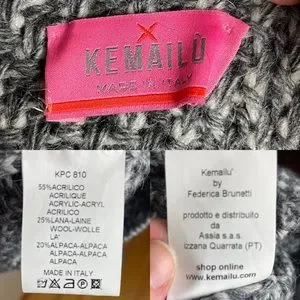 KEMAILÙ
MADE IN ITALY
KPC 810
55%ACRILICO
ACRILIQUE
ACRYLIC-ACRYL
ACRILICO
25%LANA-LAINE
WOOL-WOLLE
LA'
20%ALPACA-ALPACA
ALPACA-ALPACA
MADE IN ITALY
Kemailu'
by
Federica Brunetti
prodotto e distribuito
da
Assia s.a.s.
izzana Quarrata (PT)
shop online
www.kemailu.com